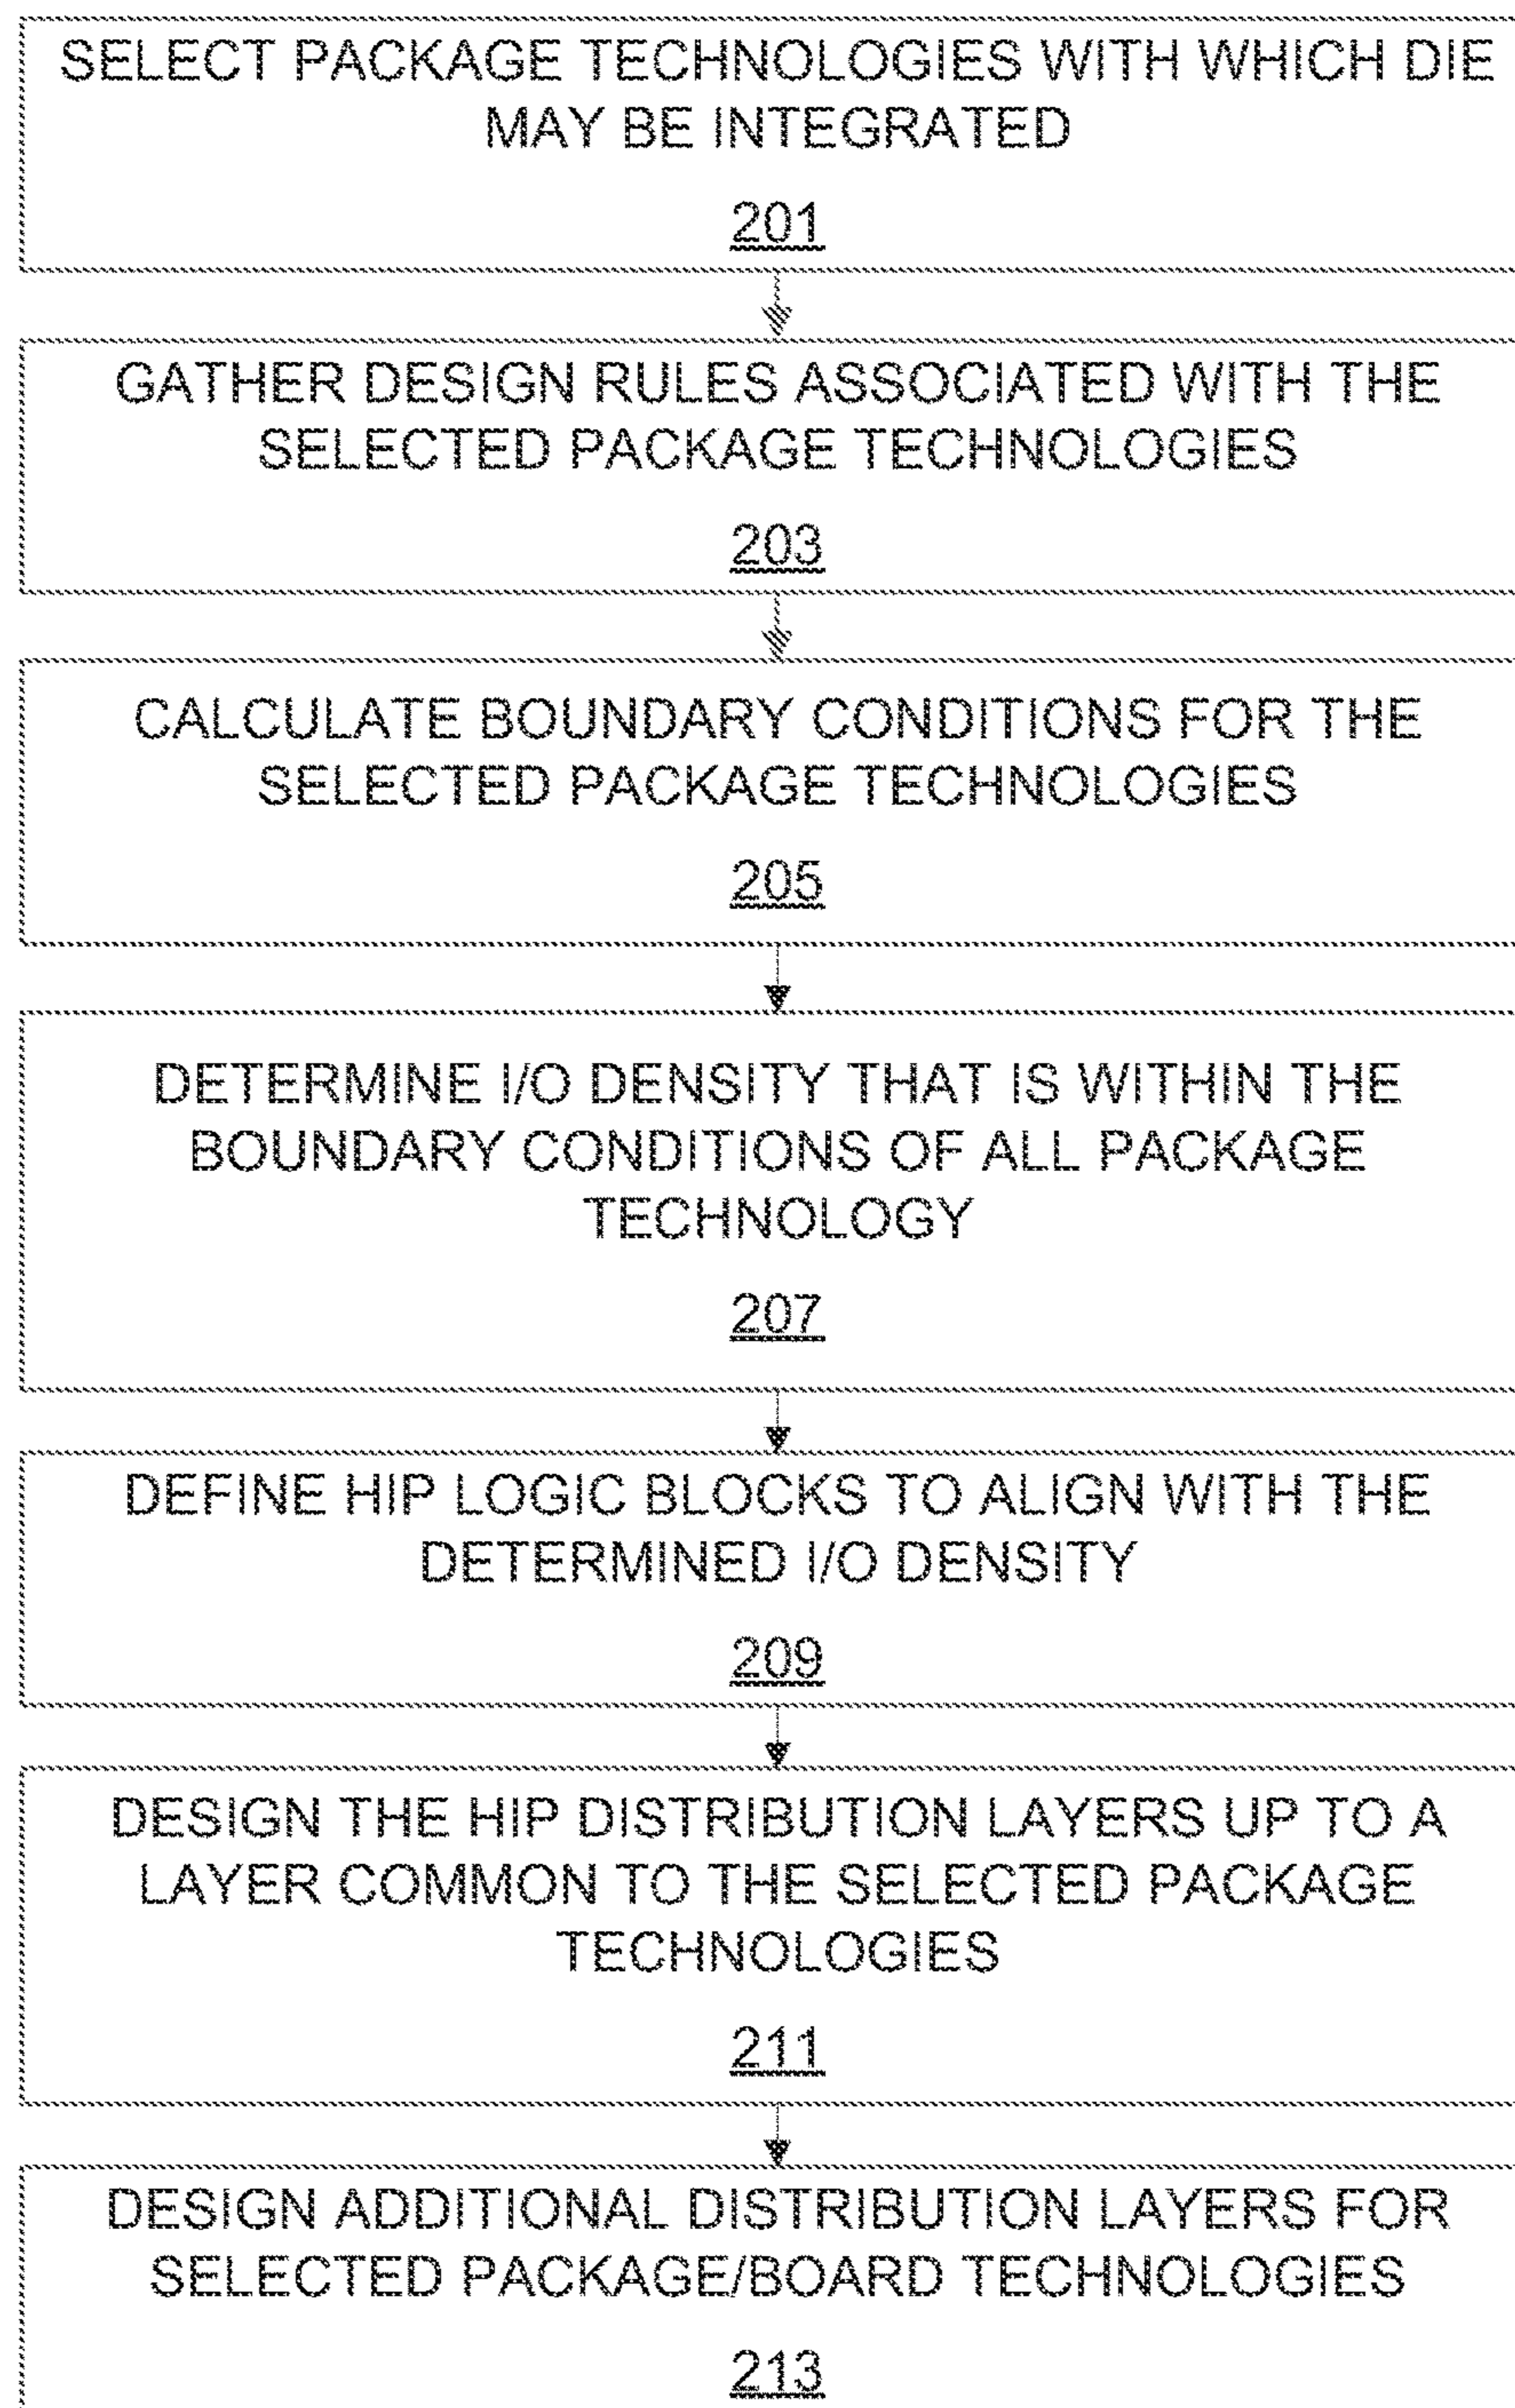 SELECT PACKAGE TECHNOLOGIES WITH WHICH DIE
MAY BE INTEGRATED
201
GATHER DESIGN RULES ASSOCIATED WITH THE
SELECTED PACKAGE TECHNOLOGIES
203
CALCULATE BOUNDARY CONDITIONS FOR THE
SELECTED PACKAGE TECHNOLOGIES
205
DETERMINE I/O DENSITY THAT IS WITHIN THE
BOUNDARY CONDITIONS OF ALL PACKAGE
TECHNOLOGY
207
DEFINE HIP LOGIC BLOCKS TO ALIGN WITH THE
DETERMINED I/O DENSITY
209
DESIGN THE HIP DISTRIBUTION LAYERS UP TO A
LAYER COMMON TO THE SELECTED PACKAGE
TECHNOLOGIES
211
DESIGN ADDITIONAL DISTRIBUTION LAYERS FOR
SELECTED PACKAGE/BOARD TECHNOLOGIES
213